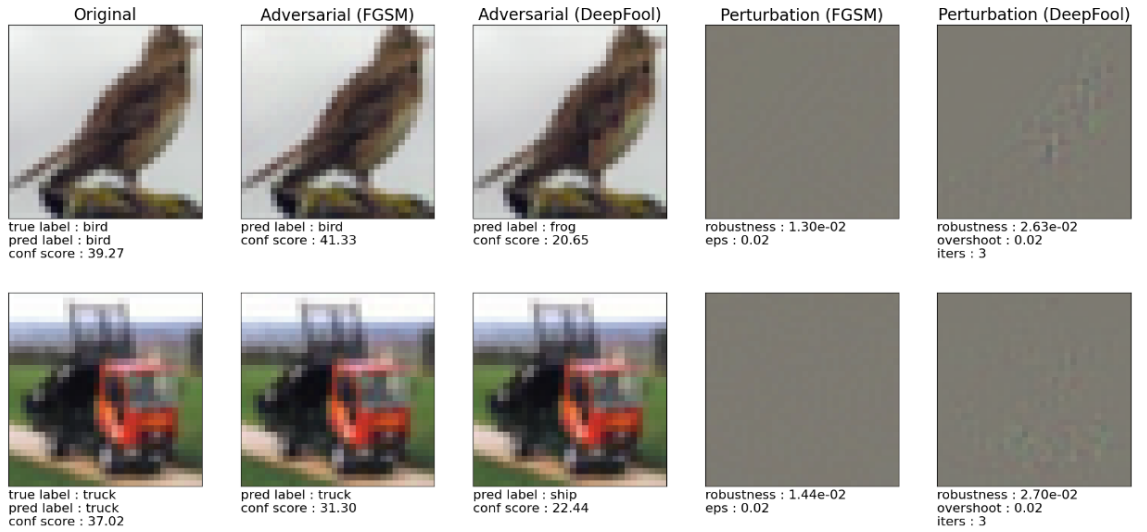 Original
Adversarial (FGSM)
Adversarial (DeepFool)
Perturbation (FGSM)
Perturbation (DeepFool)
true label : bird
pred label : bird
conf score : 39.27
pred label : bird
conf score : 41.33
pred label : frog
conf score : 20.65
robustness : 1.30e-02
eps : 0.02
robustness : 2.63e-02
overshoot : 0.02
iters : 3
true label : truck
pred label : truck
conf score : 37.02
pred label : truck
conf score : 31.30
pred label : ship
conf score : 22.44
robustness : 1.44e-02
eps : 0.02
robustness : 2.70e-02
overshoot : 0.02
iters : 3